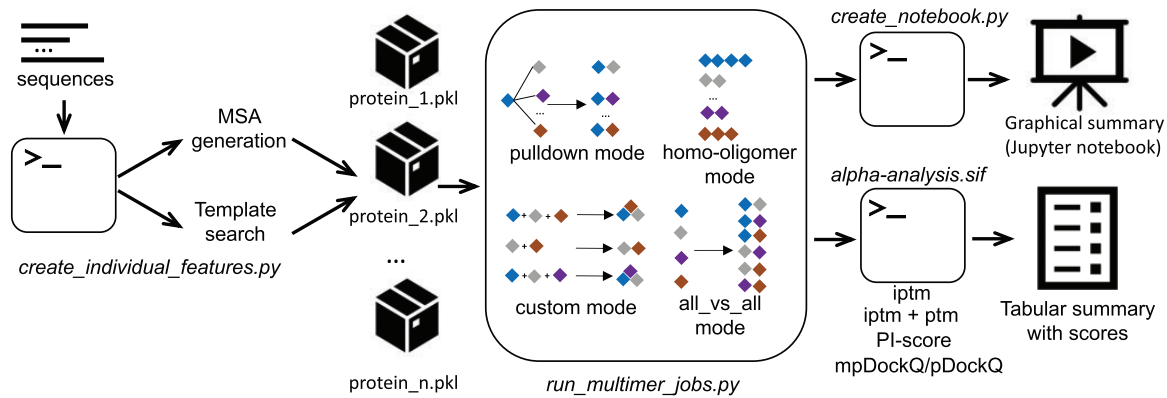 ...
sequences
>_
create_individual_features.py
MSA
generation
Template
search
protein_1.pkl
protein_2.pkl
...
protein_n.pkl
...
...
pulldown mode
...
homo-oligomer
mode
+ +
+
+ +
custom mode
all_vs_all
mode
run_multimer_jobs.py
create_notebook.py
>_
Graphical summary
(Jupyter notebook)
alpha-analysis.sif
>_
iptm
iptm + ptm
PI-score
mpDockQ/pDockQ
Tabular summary
with scores